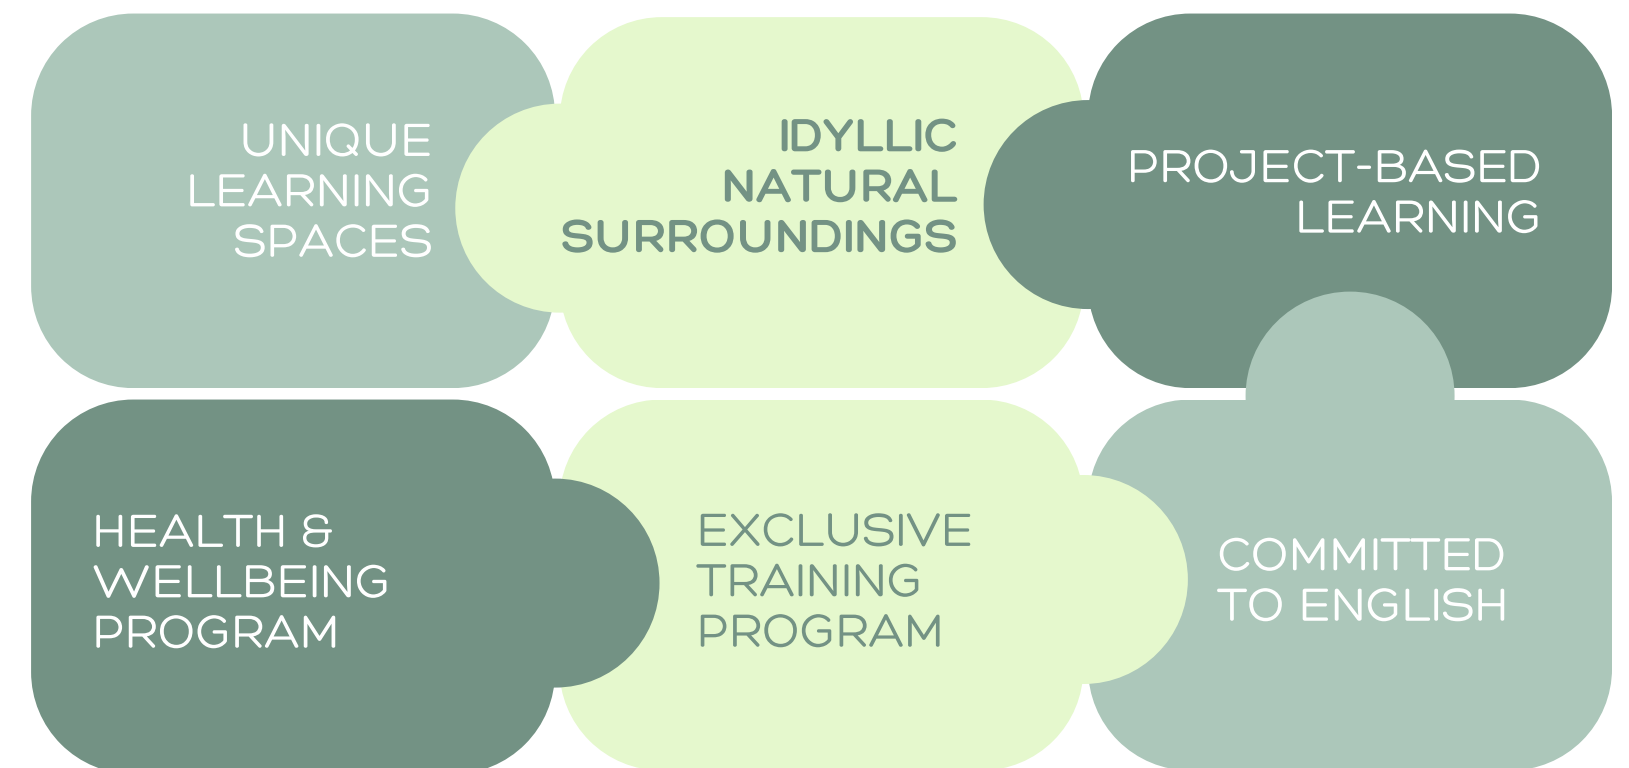 UNIQUE
LEARNING
SPACES
IDYLLIC
NATURAL
SURROUNDINGS
PROJECT-BASED
LEARNING
HEALTH &
WELLBEING
PROGRAM
EXCLUSIVE
TRAINING
PROGRAM
COMMITTED
TO ENGLISH